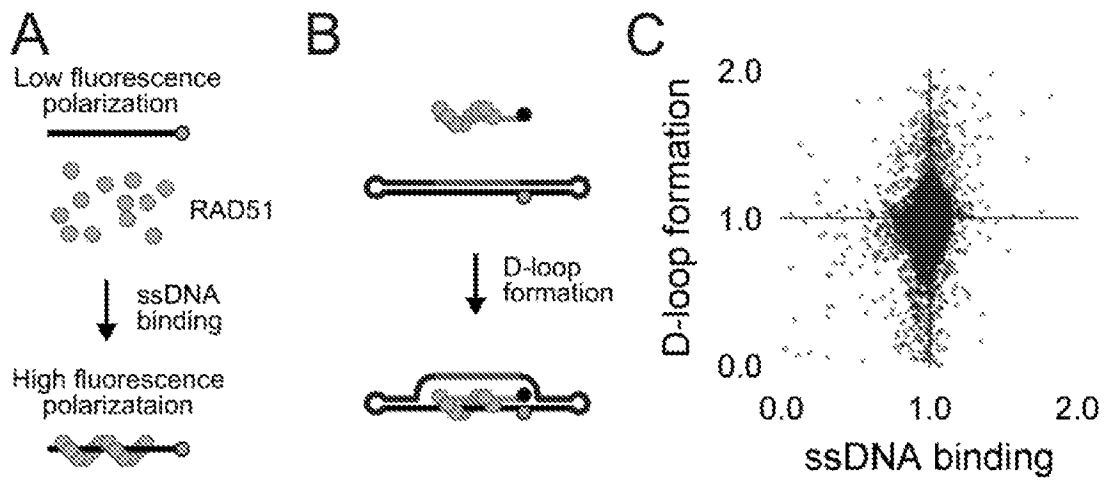 A
Low fluorescence
polarization
RAD51
ssDNA
binding
High fluorescence
polarizataion
B
D-loop
formation
C
D-loop formation
2.0
1.0
0.0
0.0 1.0 2.0
ssDNA binding